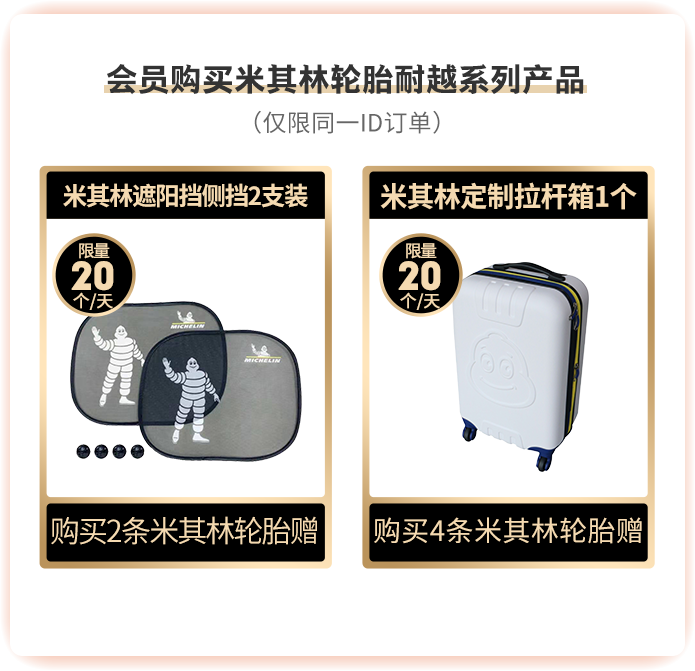 会员购买米其林轮胎耐越系列产品
（仅限同一ID订单）
米其林遮阳挡侧挡2支装
限量
20
个/天
MICHELIN
MICHELIN
购买2条米其林轮胎赠
米其林定制拉杆箱1个
限量
20
个/天
购买4条米其林轮胎赠